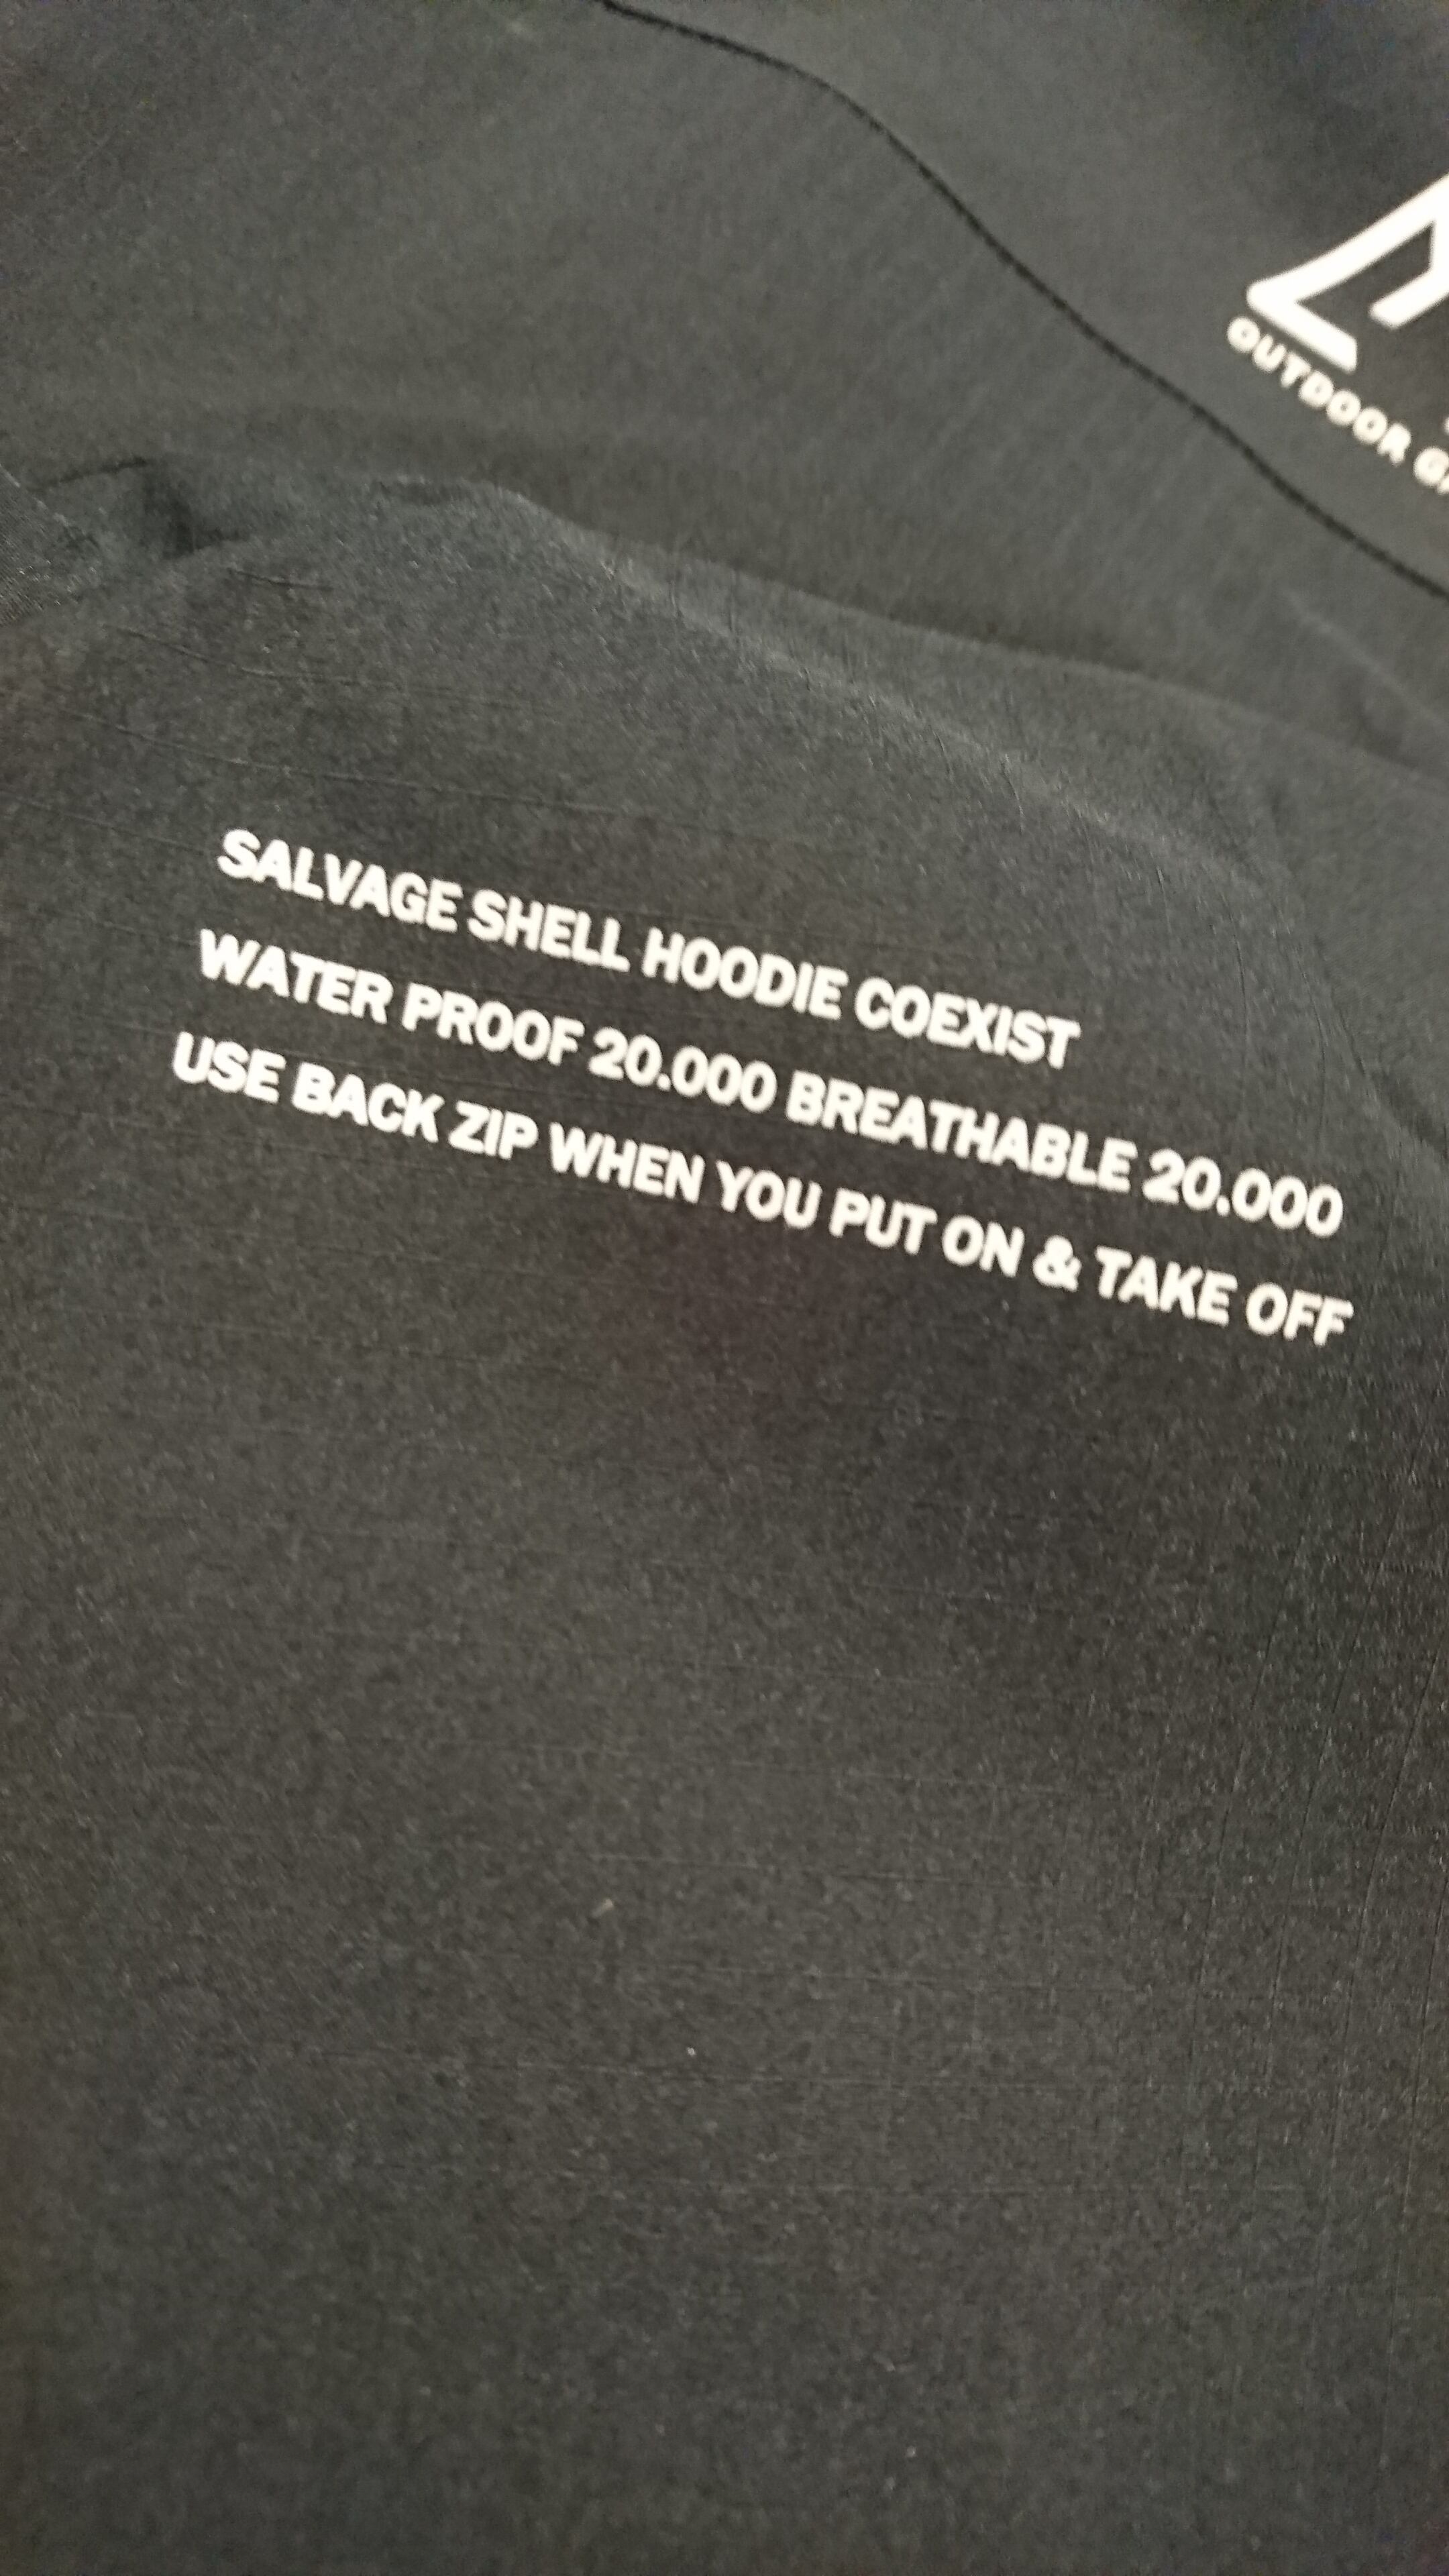 OUTDOOR
SALVAGE SHELL HOODIE COEXIST
WATER PROOF 20.000 BREATHABLE 20.000
USE BACK ZIP WHEN YOU PUT ON & TAKE OFF